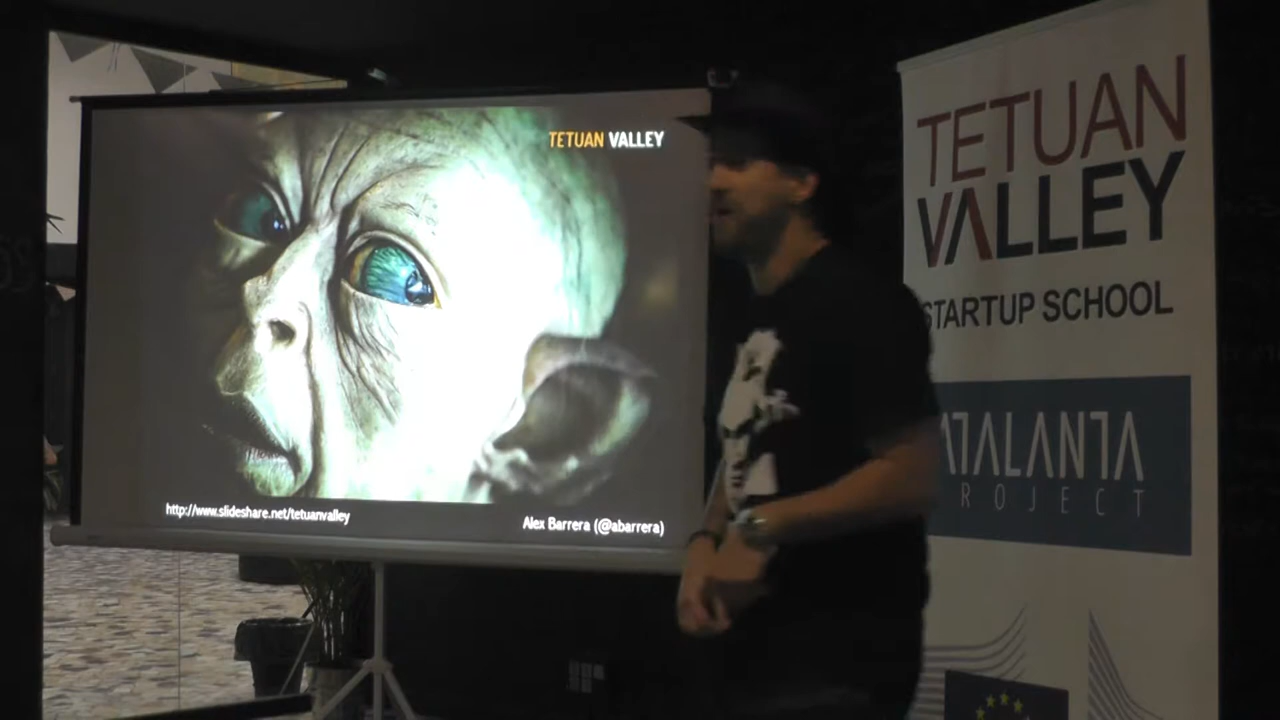 TETUAN VALLEY
http://www.slideshare.net/tetuanvalley
Alex Barrera (@abarrera)
TETUAN
VALLEY
STARTUP SCHOOL
ATALANTA
PROJECT